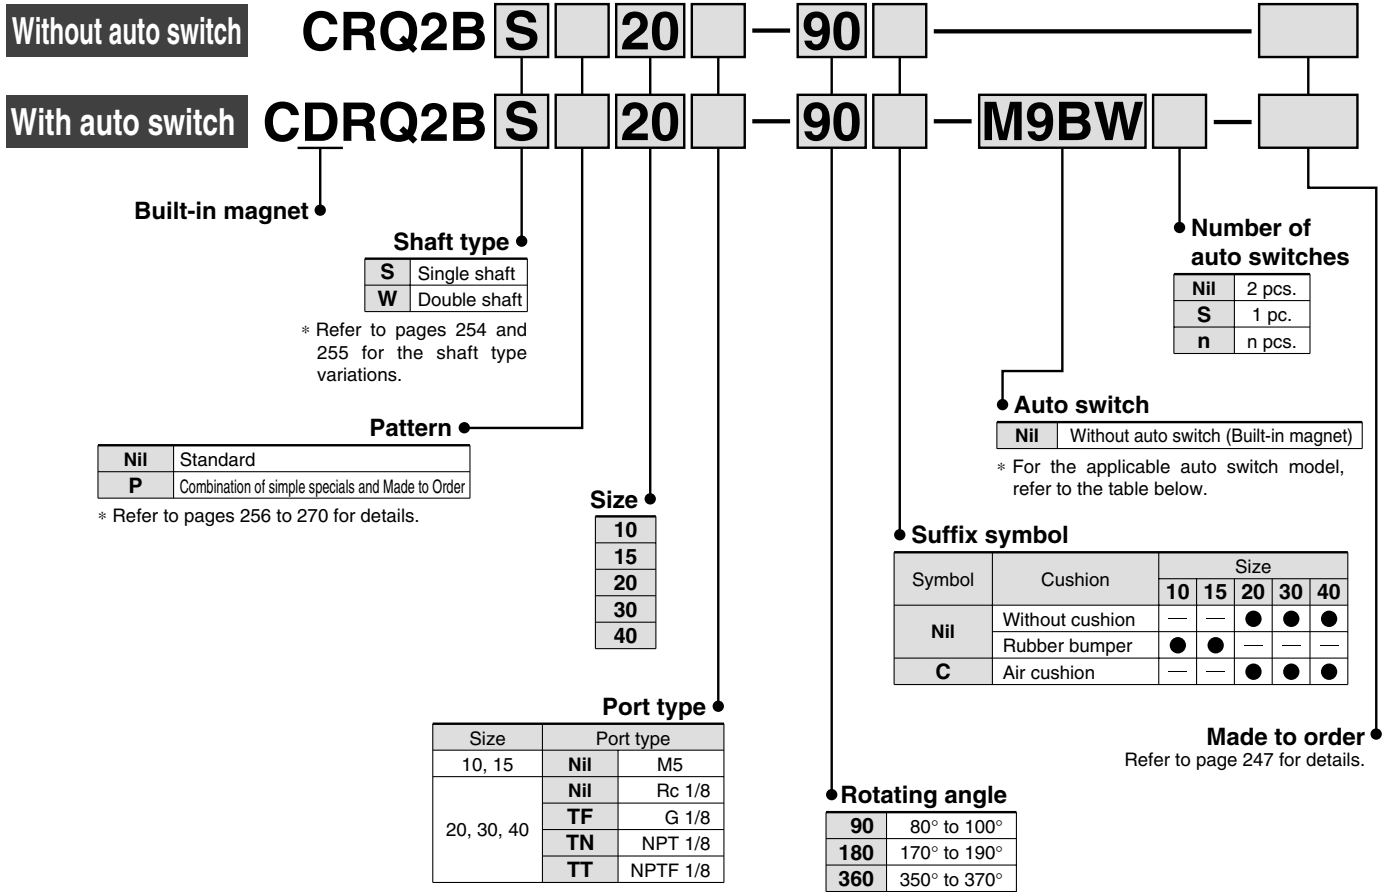 Without auto switch CRQ2B S 20 — 90 —
With auto switch CDRQ2B S 20 — 90 — M9BW —
Built-in magnet
Shaft type
S Single shaft
W Double shaft
* Refer to pages 254 and
255 for the shaft type
variations.
Pattern
Nil Standard
P Combination of simple specials and Made to Order
* Refer to pages 256 to 270 for details.
Size
10
15
20
30
40
Port type
Size Port type
10, 15 Nil M5
20, 30, 40 Nil Rc 1/8
TF G 1/8
TN NPT 1/8
TT NPTF 1/8
Rotating angle
90 80° to 100°
180 170° to 190°
360 350° to 370°
Suffix symbol
Symbol Cushion Size
10 15 20 30 40
Nil Without cushion — — ● ● ●
Rubber bumper ● ● — — —
C Air cushion — — ● ● ●
Auto switch
Nil Without auto switch (Built-in magnet)
* For the applicable auto switch model,
refer to the table below.
Number of
auto switches
Nil 2 pcs.
S 1 pc.
n n pcs.
Made to order
Refer to page 247 for details.